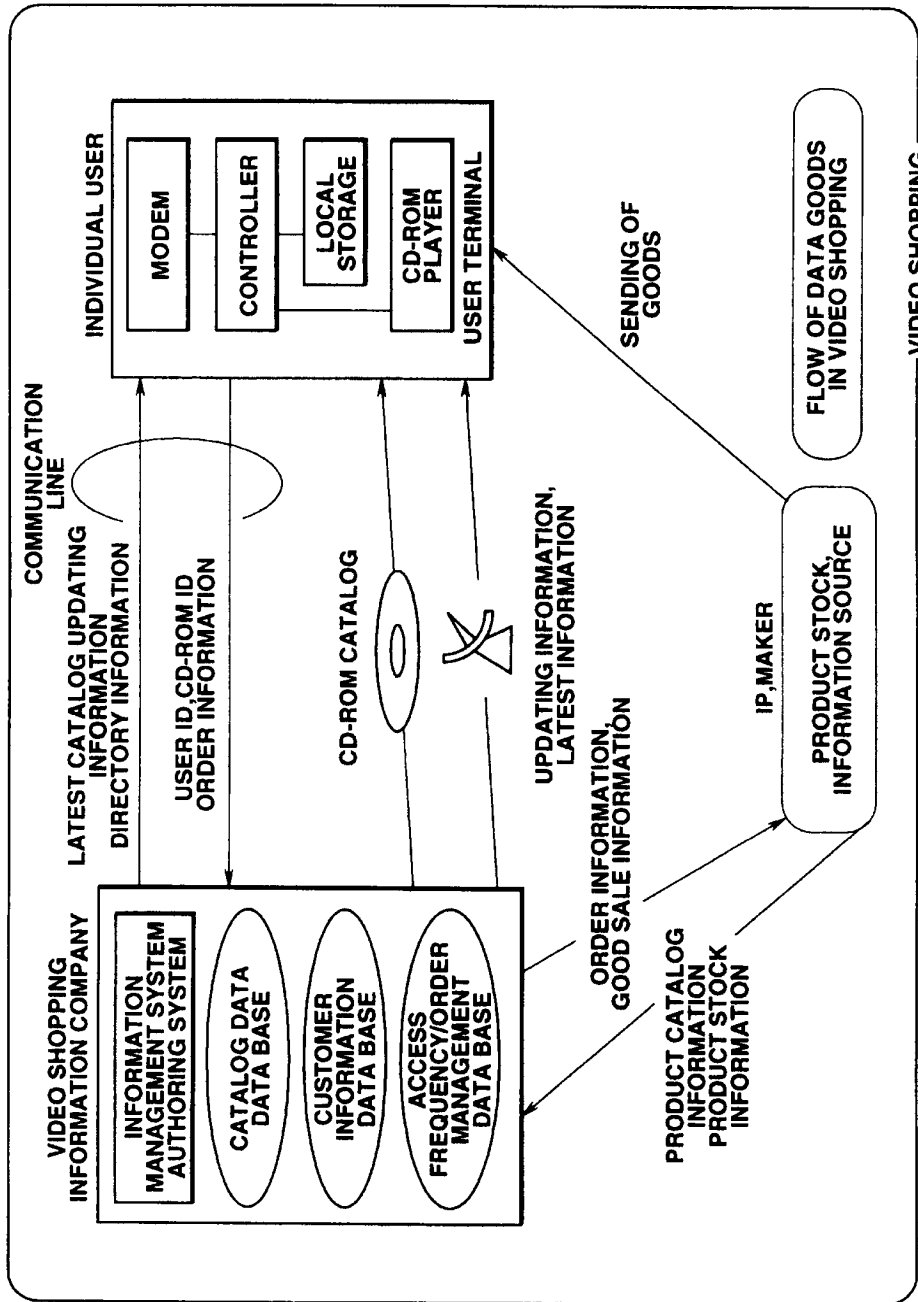 VIDEO SHOPPING
INFORMATION COMPANY
INFORMATION
MANAGEMENT SYSTEM
AUTHORING SYSTEM
CATALOG DATA
DATA BASE
CUSTOMER
INFORMATION
DATA BASE
ACCESS
FREQUENCY/ORDER
MANAGEMENT
DATA BASE
COMMUNICATION
LINE
LATEST CATALOG UPDATING
INFORMATION
DIRECTORY INFORMATION
USER ID,CD-ROM ID
ORDER INFORMATION
CD-ROM CATALOG
UPDATING INFORMATION,
LATEST INFORMATION
INDIVIDUAL USER
MODEM
CONTROLLER
LOCAL
STORAGE
CD-ROM
PLAYER
USER TERMINAL
ORDER INFORMATION,
GOOD SALE INFORMATION
PRODUCT CATALOG
INFORMATION
PRODUCT STOCK
INFORMATION
SENDING OF
GOODS
IP,MAKER
PRODUCT STOCK,
INFORMATION SOURCE
FLOW OF DATA GOODS
IN VIDEO SHOPPING
VIDEO SHOPPING